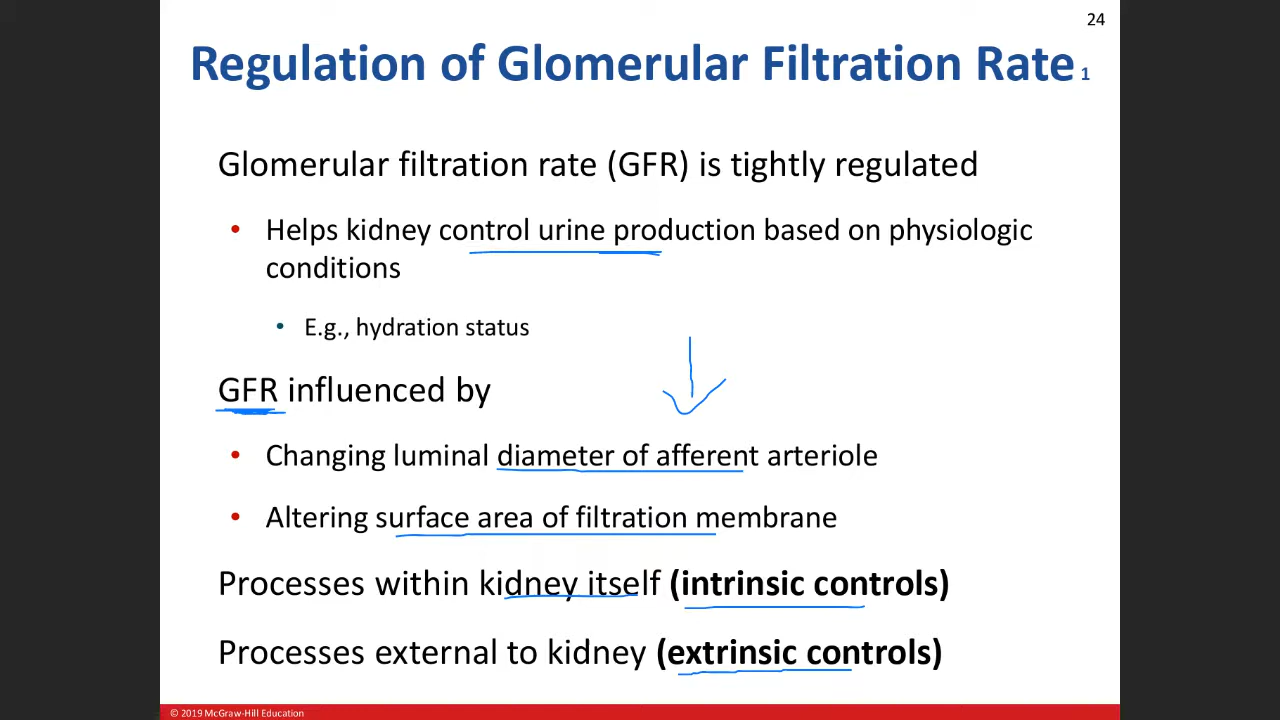 24
Regulation of Glomerular Filtration Rate 1
Glomerular filtration rate (GFR) is tightly regulated
• Helps kidney control urine production based on physiologic
conditions
• E.g., hydration status
GFR influenced by
• Changing luminal diameter of afferent arteriole
• Altering surface area of filtration membrane
Processes within kidney itself (intrinsic controls)
Processes external to kidney (extrinsic controls)
© 2019 McGraw-Hill Education